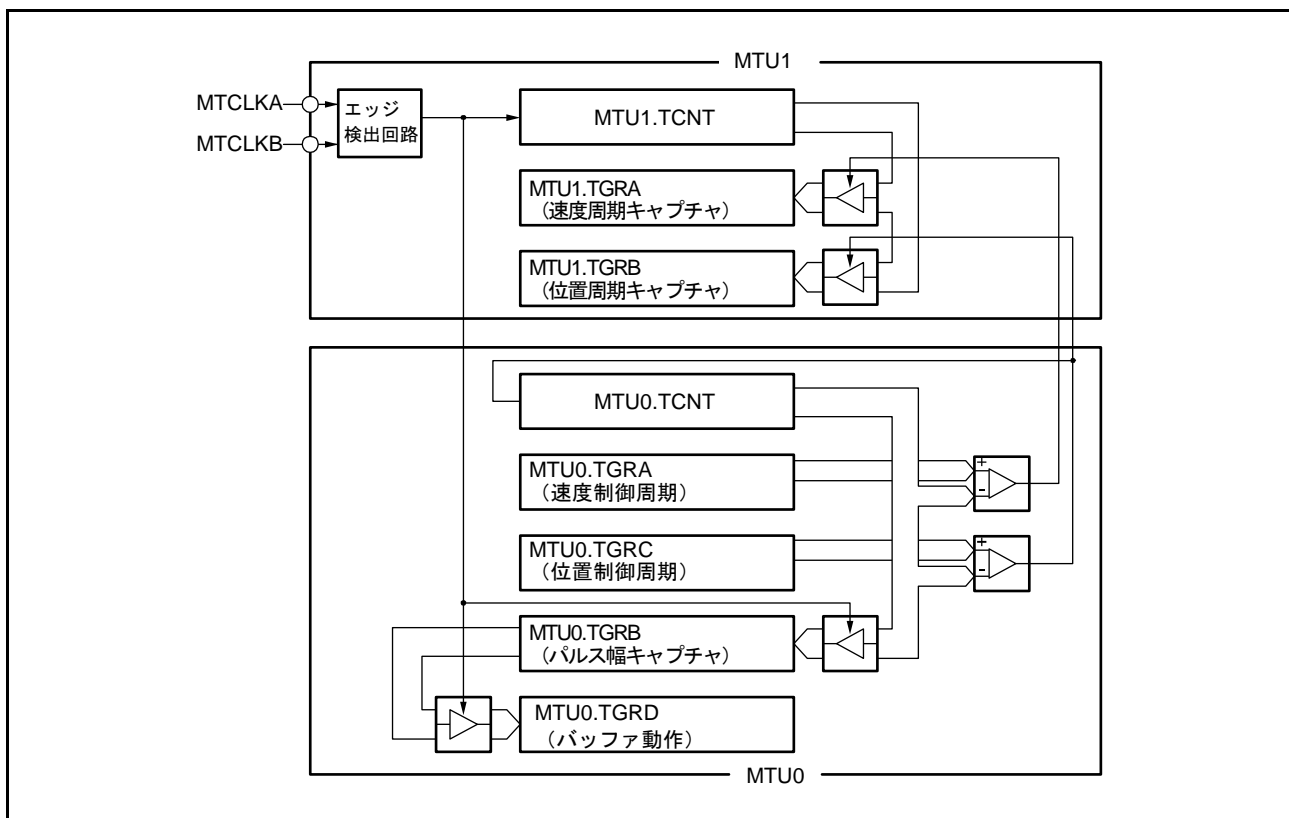 MTU1
MTCLKA
MTCLKB
エッジ
検出回路
MTU1.TCNT
MTU1.TGRA
（速度周期キャプチャ）
MTU1.TGRB
（位置周期キャプチャ）
MTU0.TCNT
MTU0.TGRA
（速度制御周期）
+
-
MTU0.TGRC
（位置制御周期）
+
-
MTU0.TGRB
（パルス幅キャプチャ）
MTU0.TGRD
（バッファ動作）
MTU0